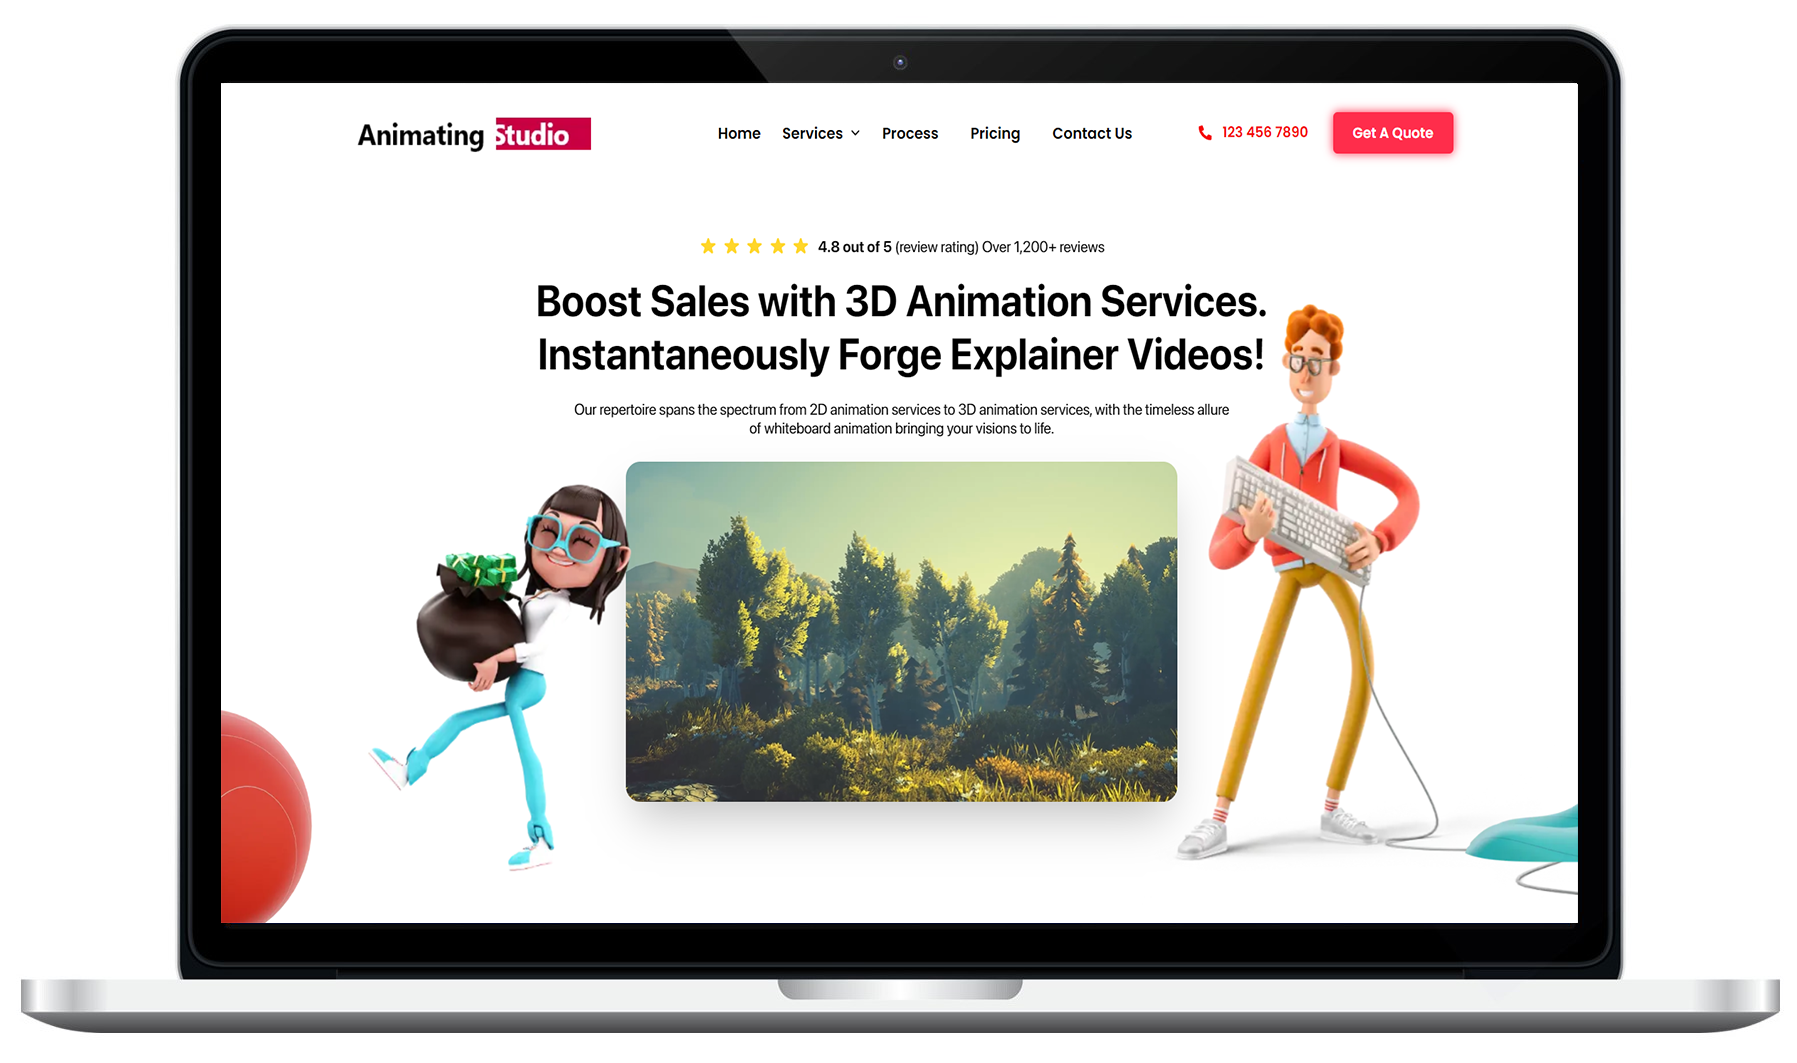 Animating Studio
Home Services Process Pricing Contact Us
123 456 7890
Get A Quote
4.8 out of 5 (review rating) Over 1,200+ reviews
Boost Sales with 3D Animation Services.
Instantaneously Forge Explainer Videos!
Our repertoire spans the spectrum from 2D animation services to 3D animation services, with the timeless allure
of whiteboard animation bringing your visions to life.